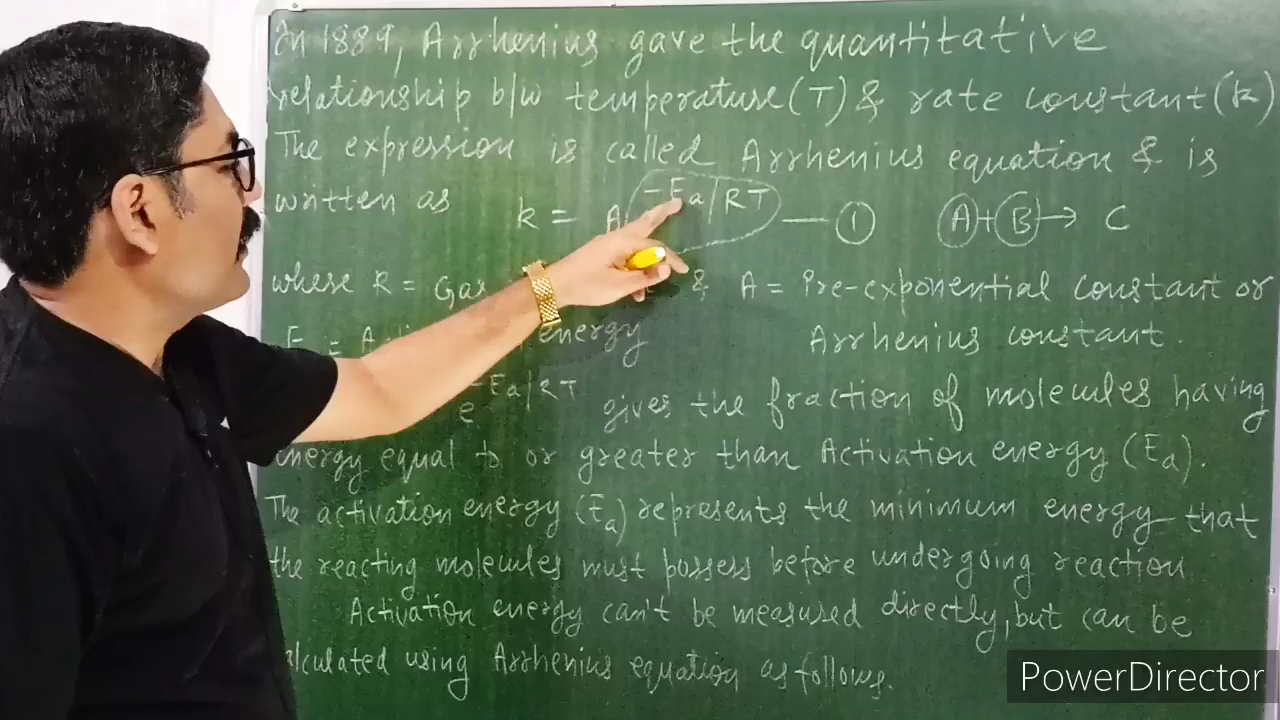 In 1889, Arrhenius gave the quantitative
relationship b/w temperature (T) & rate constant (k)
The expression is called Arrhenius equation & is
written as k = A -Ea/RT — 1 A + B → C
where R = Gas & A = Pre-exponential constant or
E = energy Arrhenius constant.
e -Ea/RT gives the fraction of molecules having
energy equal to or greater than Activation energy (Ea).
The activation energy (Ea) represents the minimum energy that
the reacting molecules must possess before undergoing reaction
Activation energy can't be measured directly, but can be
calculated using Arrhenius equation as follows.
PowerDirector